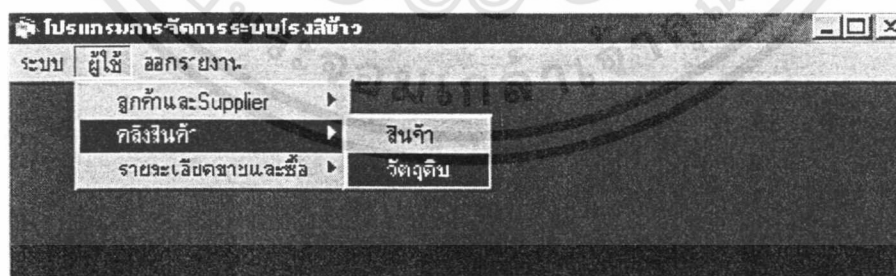 โปรแกรมการจัดการระบบโรงสีข้าว
ระบบ ผู้ใช้ ออกรายงาน
ลูกค้าและSupplier
คลังสินค้า สินค้า
รายละเอียดขายและซื้อ วัตถุดิบ